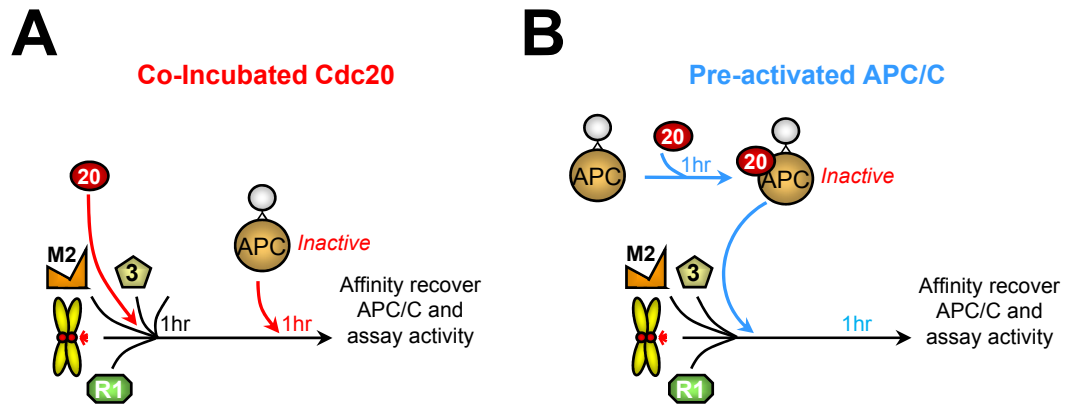 A
Co-Incubated Cdc20
20
M2
3
APC
Inactive
1hr
1hr
R1
Affinity recover
APC/C and
assay activity
B
Pre-activated APC/C
APC
20
1hr
20
APC
Inactive
M2
3
1hr
R1
Affinity recover
APC/C and
assay activity